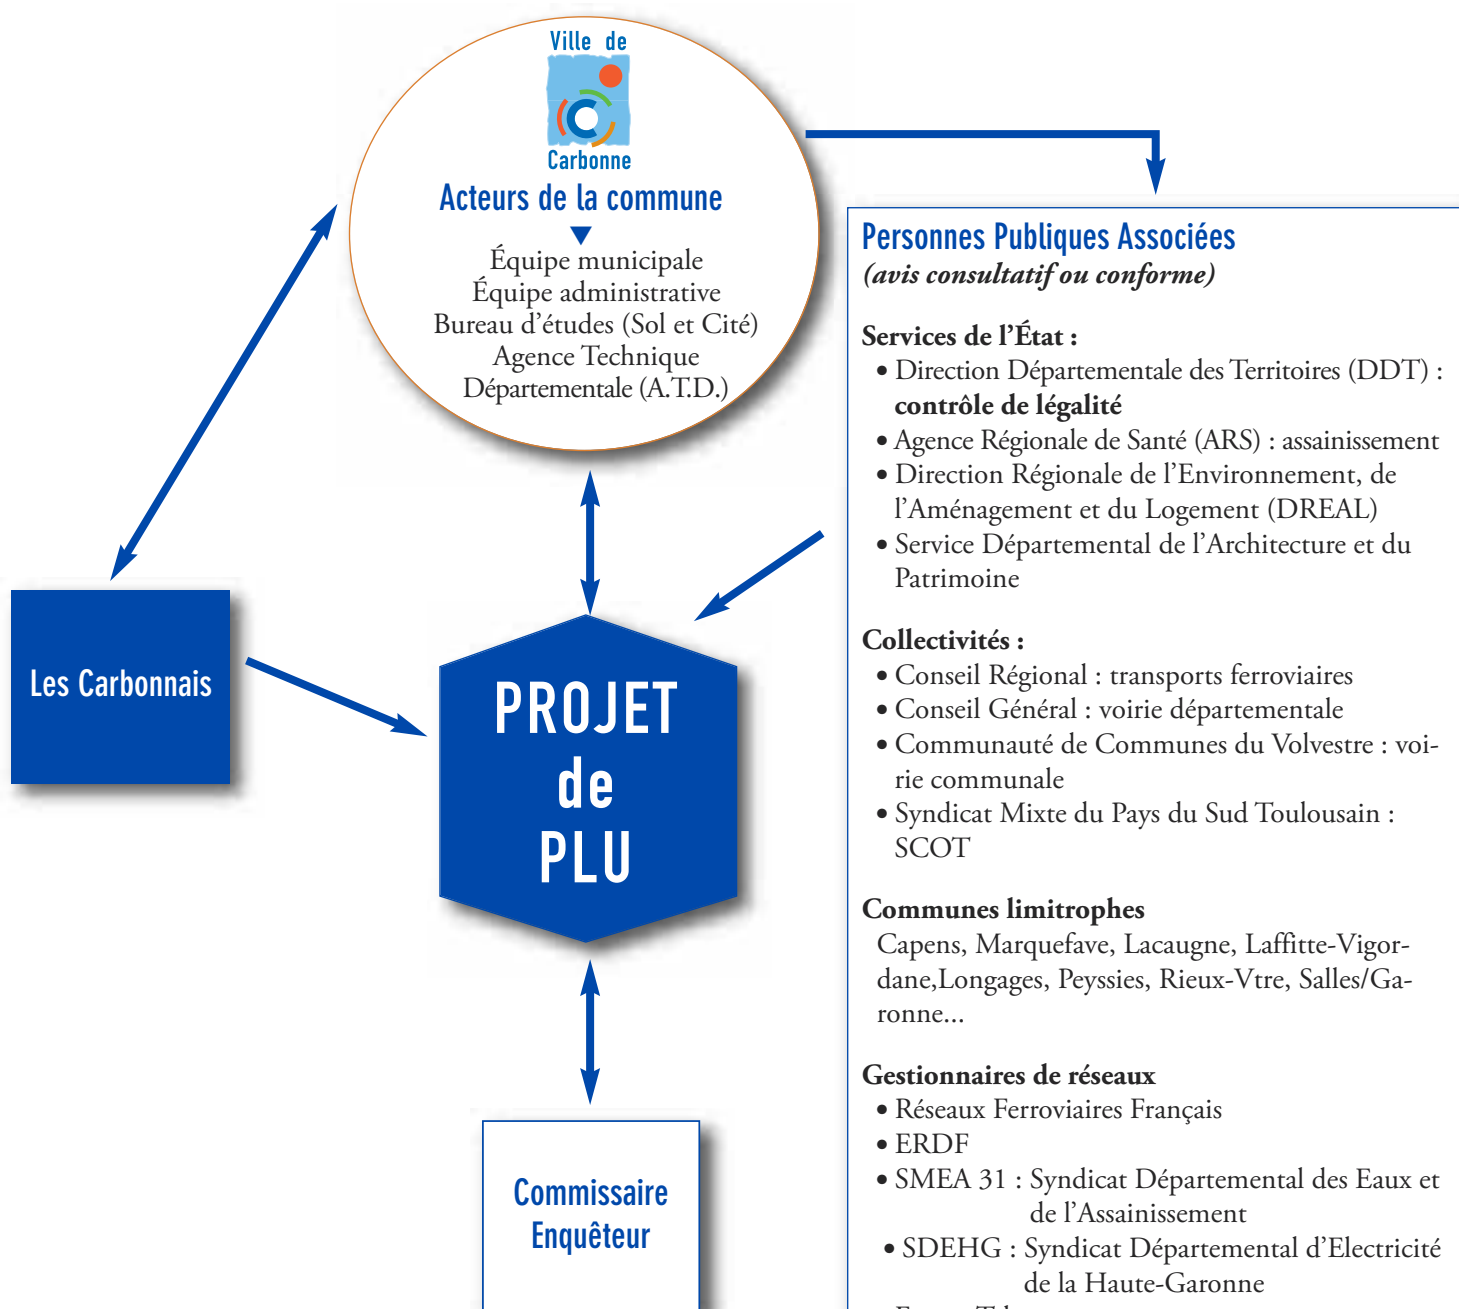 Ville de
Carbonne
Acteurs de la commune
Équipe municipale
Équipe administrative
Bureau d'études (Sol et Cité)
Agence Technique
Départementale (A.T.D.)
Les Carbonnais
PROJET
de
PLU
Commissaire
Enquêteur
Personnes Publiques Associées
(avis consultatif ou conforme)
Services de l'État :
• Direction Départementale des Territoires (DDT) :
contrôle de légalité
• Agence Régionale de Santé (ARS) : assainissement
• Direction Régionale de l'Environnement, de
l'Aménagement et du Logement (DREAL)
• Service Départemental de l'Architecture et du
Patrimoine
Collectivités :
• Conseil Régional : transports ferroviaires
• Conseil Général : voirie départementale
• Communauté de Communes du Volvestre : voi-
rie communale
• Syndicat Mixte du Pays du Sud Toulousain :
SCOT
Communes limitrophes
Capens, Marquefave, Lacaugne, Laffitte-Vigor-
dane,Longages, Peyssies, Rieux-Vtre, Salles/Ga-
ronne...
Gestionnaires de réseaux
• Réseaux Ferroviaires Français
• ERDF
• SMEA 31 : Syndicat Départemental des Eaux et
de l'Assainissement
• SDEHG : Syndicat Départemental d'Electricité
de la Haute-Garonne